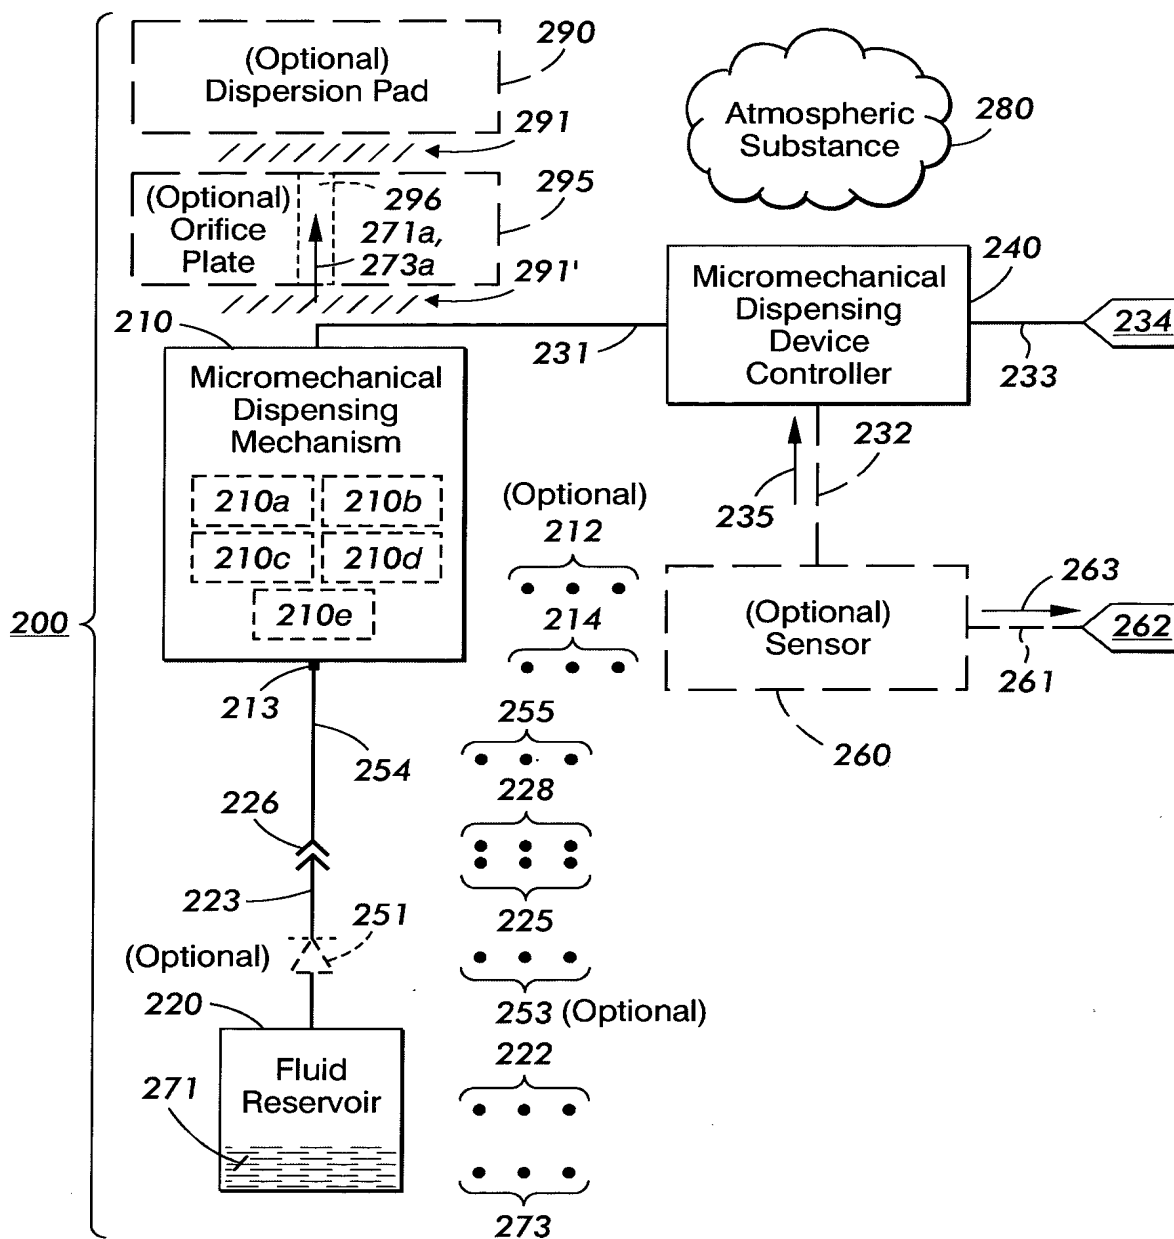 (Optional)
Dispersion Pad
290
291
(Optional)
Orifice
Plate
296
271a,
273a
295
291'
Atmospheric
Substance
280
210
Micromechanical
Dispensing
Mechanism
210a
210b
210c
210d
210e
231
Micromechanical
Dispensing
Device
Controller
240
234
233
232
235
(Optional)
212
214
(Optional)
Sensor
263
262
261
260
200
213
254
255
226
228
223
225
251
(Optional)
253 (Optional)
220
222
Fluid
Reservoir
271
273